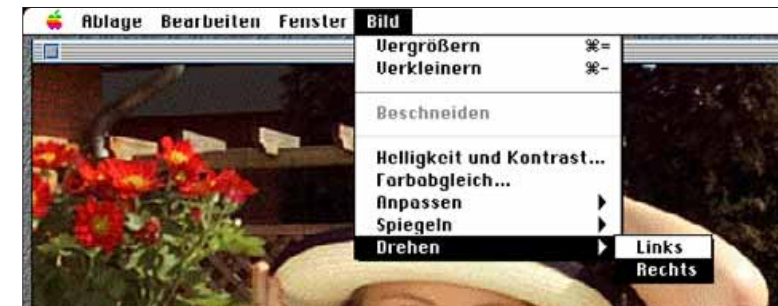 Ablage Bearbeiten Fenster Bild
Vergrößern ⌘=
Verkleinern ⌘-
Beschneiden
Helligkeit und Kontrast...
Farbabgleich...
Anpassen
Spiegeln
Drehen
Links
Rechts